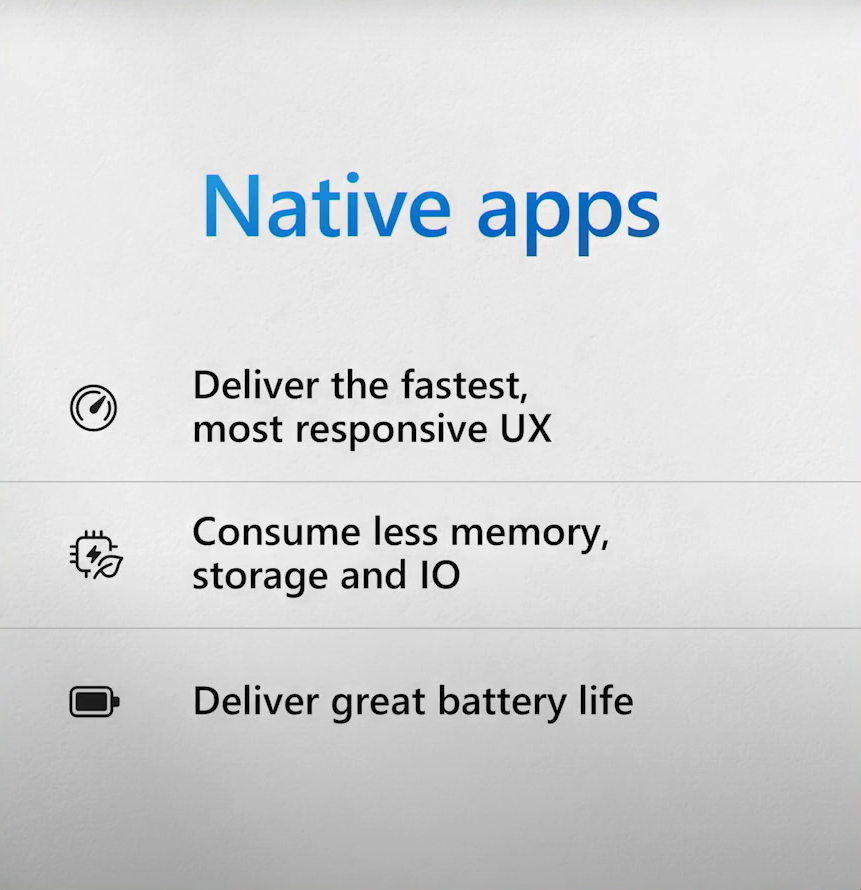 Native apps
Deliver the fastest,
most responsive UX
Consume less memory,
storage and IO
Deliver great battery life